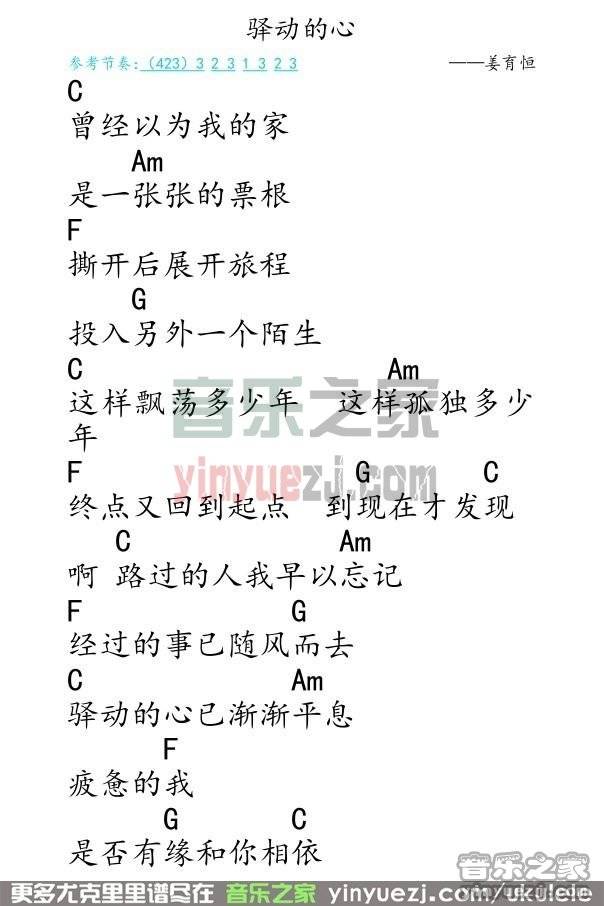 驿动的心
参考节奏：（423）3 2 3 1 3 2 3 ——姜育恒
C
曾经以为我的家
Am
是一张张的票根
F
撕开后展开旅程
G
投入另外一个陌生
C Am
这样飘荡多少年 这样孤独多少
年
F G C
终点又回到起点 到现在才发现
C Am
啊 路过的人我早以忘记
F G
经过的事已随风而去
C Am
驿动的心已渐渐平息
F
疲惫的我
G C
是否有缘和你相依
音乐之家
yinyuezj.com
音乐之家
yinyuezj.com
更多尤克里里谱尽在 音乐之家 yinyuezj.com ukulele